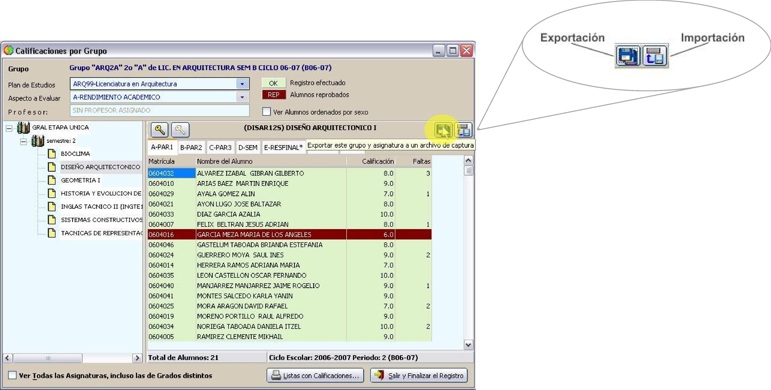 Calificaciones por Grupo
Grupo Grupo "ARQ2A" 2o "A" de LIC. EN ARQUITECTURA SEM B CICLO 06-07 (B06-07)
Plan de Estudios ARQ99-Licenciatura en Arquitectura OK Registro efectuado
Aspecto a Evaluar A-RENDIMIENTO ACADEMICO REP Alumnos reprobados
Profesor: SIN PROFESOR ASIGNADO Ver Alumnos ordenados por sexo
Exportación Importación
GRAL ETAPA UNICA
semestre: 2
BIOCLIMA
DISEÑO ARQUITECTONICO
GEOMETRIA I
HISTORIA Y EVOLUCION DE
INGLAS TACNICO II (INGTE1
SISTEMAS CONSTRUCTIVOS
TACNICAS DE REPRESENTA
(DISAR12S) DISEÑO ARQUITECTONICO I
A-PAR1 B-PAR2 C-PAR3 D-SEM E-RESFINAL* Exportar este grupo y asignatura a un archivo de captura
Matrícula Nombre del Alumno Calificación Faltas
0604032 ALVAREZ IZABAL GIBRAN GILBERTO 8.0 3
0604010 ARIAS BAEZ MARTIN ENRIQUE 9.0
0604029 AYALA GOMEZ ALIN 7.0 1
0604021 AYON LUGO JOSE BALTAZAR 8.0
0604033 DIAZ GARCIA AZALIA 10.0
0604007 FELIX BELTRAN JESUS ADRIAN 8.0 1
0604016 GARCIA MEZA MARIA DE LOS ANGELES 6.0
0604046 GASTELUM TABOADA BRIANDA ESTEFANIA 8.0
0604024 GUERRERO MOYA SAUL INES 9.0 2
0604014 HERRERA RAMOS ADRIANA MARIA 7.0
0604035 LEON CASTELLON OSCAR FERNANDO 10.0
0604040 MANJARREZ MANJARREZ JAIME ROGELIO 9.0 1
0604041 MONTES SALCEDO KARLA YANIN 9.0
0604025 MORA ARAGON DAVID RAFAEL 7.0 2
0604019 MORENO PORTILLO RAUL ALFREDO 9.0
0604034 NORIEGA TABOADA DANIELA ITZEL 10.0 2
0604005 RAMIREZ CLEMENTE MIKHAIL 9.0
Total de Alumnos: 21 Ciclo Escolar: 2006-2007 Periodo: 2 (B06-07)
Ver Todas las Asignaturas, incluso las de Grados distintos Listas con Calificaciones... Salir y Finalizar el Registro